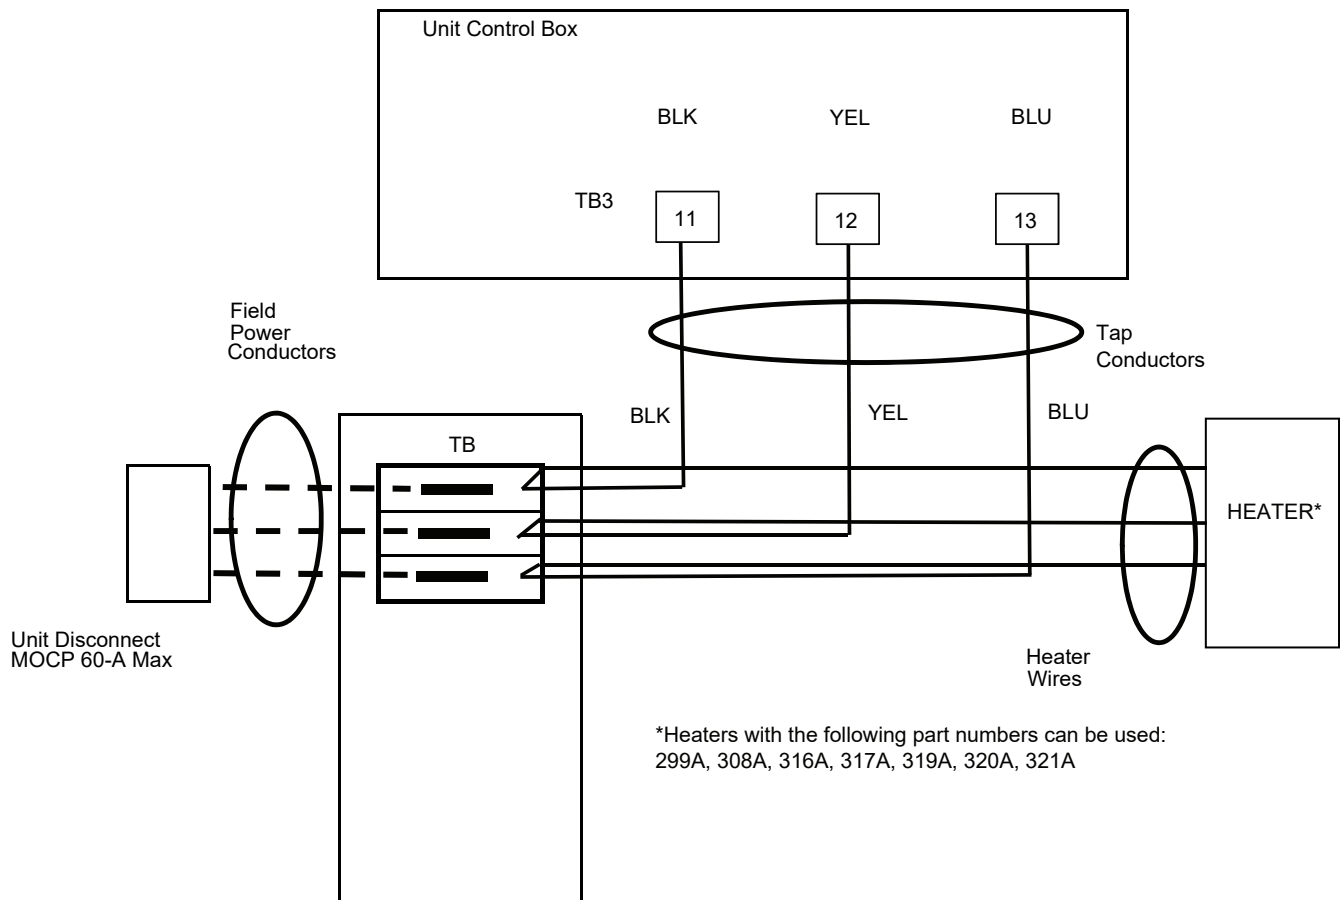 Unit Control Box
BLK YEL BLU
TB3
11 12 13
Field
Power
Conductors
Tap
Conductors
BLK YEL BLU
TB
HEATER*
Unit Disconnect
MOCP 60-A Max
Heater
Wires
*Heaters with the following part numbers can be used:
299A, 308A, 316A, 317A, 319A, 320A, 321A